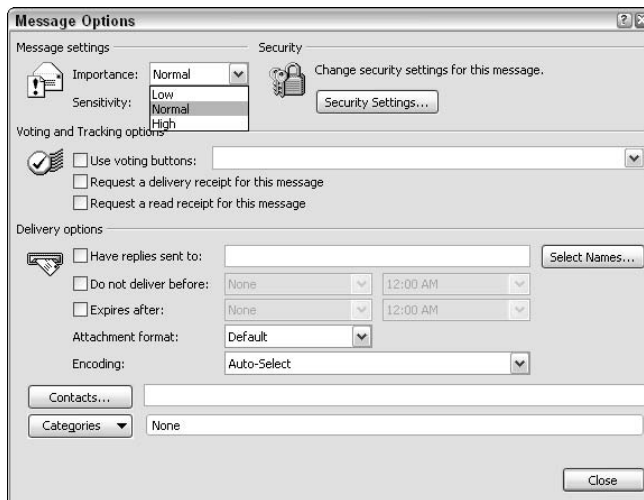 Message Options
Message settings
Security
Importance: Normal
Change security settings for this message.
Low
Sensitivity: Normal
Security Settings...
High
Voting and Tracking options
Use voting buttons:
Request a delivery receipt for this message
Request a read receipt for this message
Delivery options
Have replies sent to:
Select Names...
Do not deliver before: None 12:00 AM
Expires after: None 12:00 AM
Attachment format: Default
Encoding: Auto-Select
Contacts...
Categories None
Close